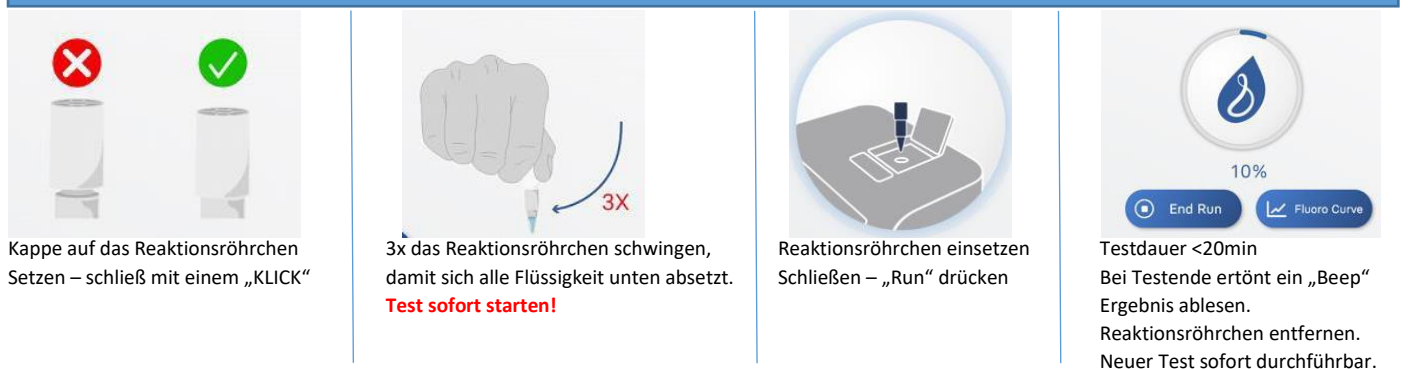 Kappe auf das Reaktionsröhrchen
Setzen – schließ mit einem „KLICK“
3X
3x das Reaktionsröhrchen schwingen,
damit sich alle Flüssigkeit unten absetzt.
Test sofort starten!
Reaktionsröhrchen einsetzen
Schließen – „Run“ drücken
10%
End Run
Fluoro Curve
Testdauer <20min
Bei Testende ertönt ein „Beep“
Ergebnis ablesen.
Reaktionsröhrchen entfernen.
Neuer Test sofort durchführbar.